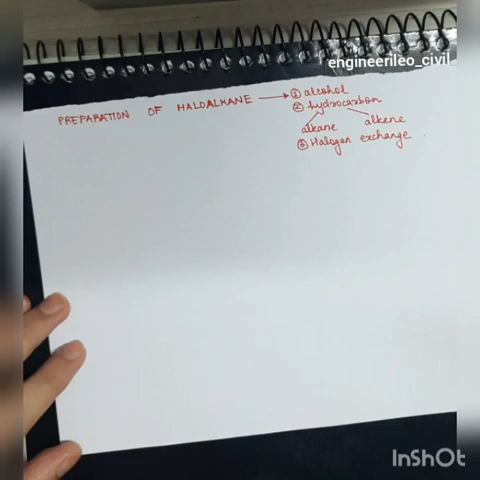 engineerileo_civil
PREPARATION OF HALOALKANE → ① alcohol
② hydrocarbon
alkane alkene
③ Halogen exchange .
InShOt